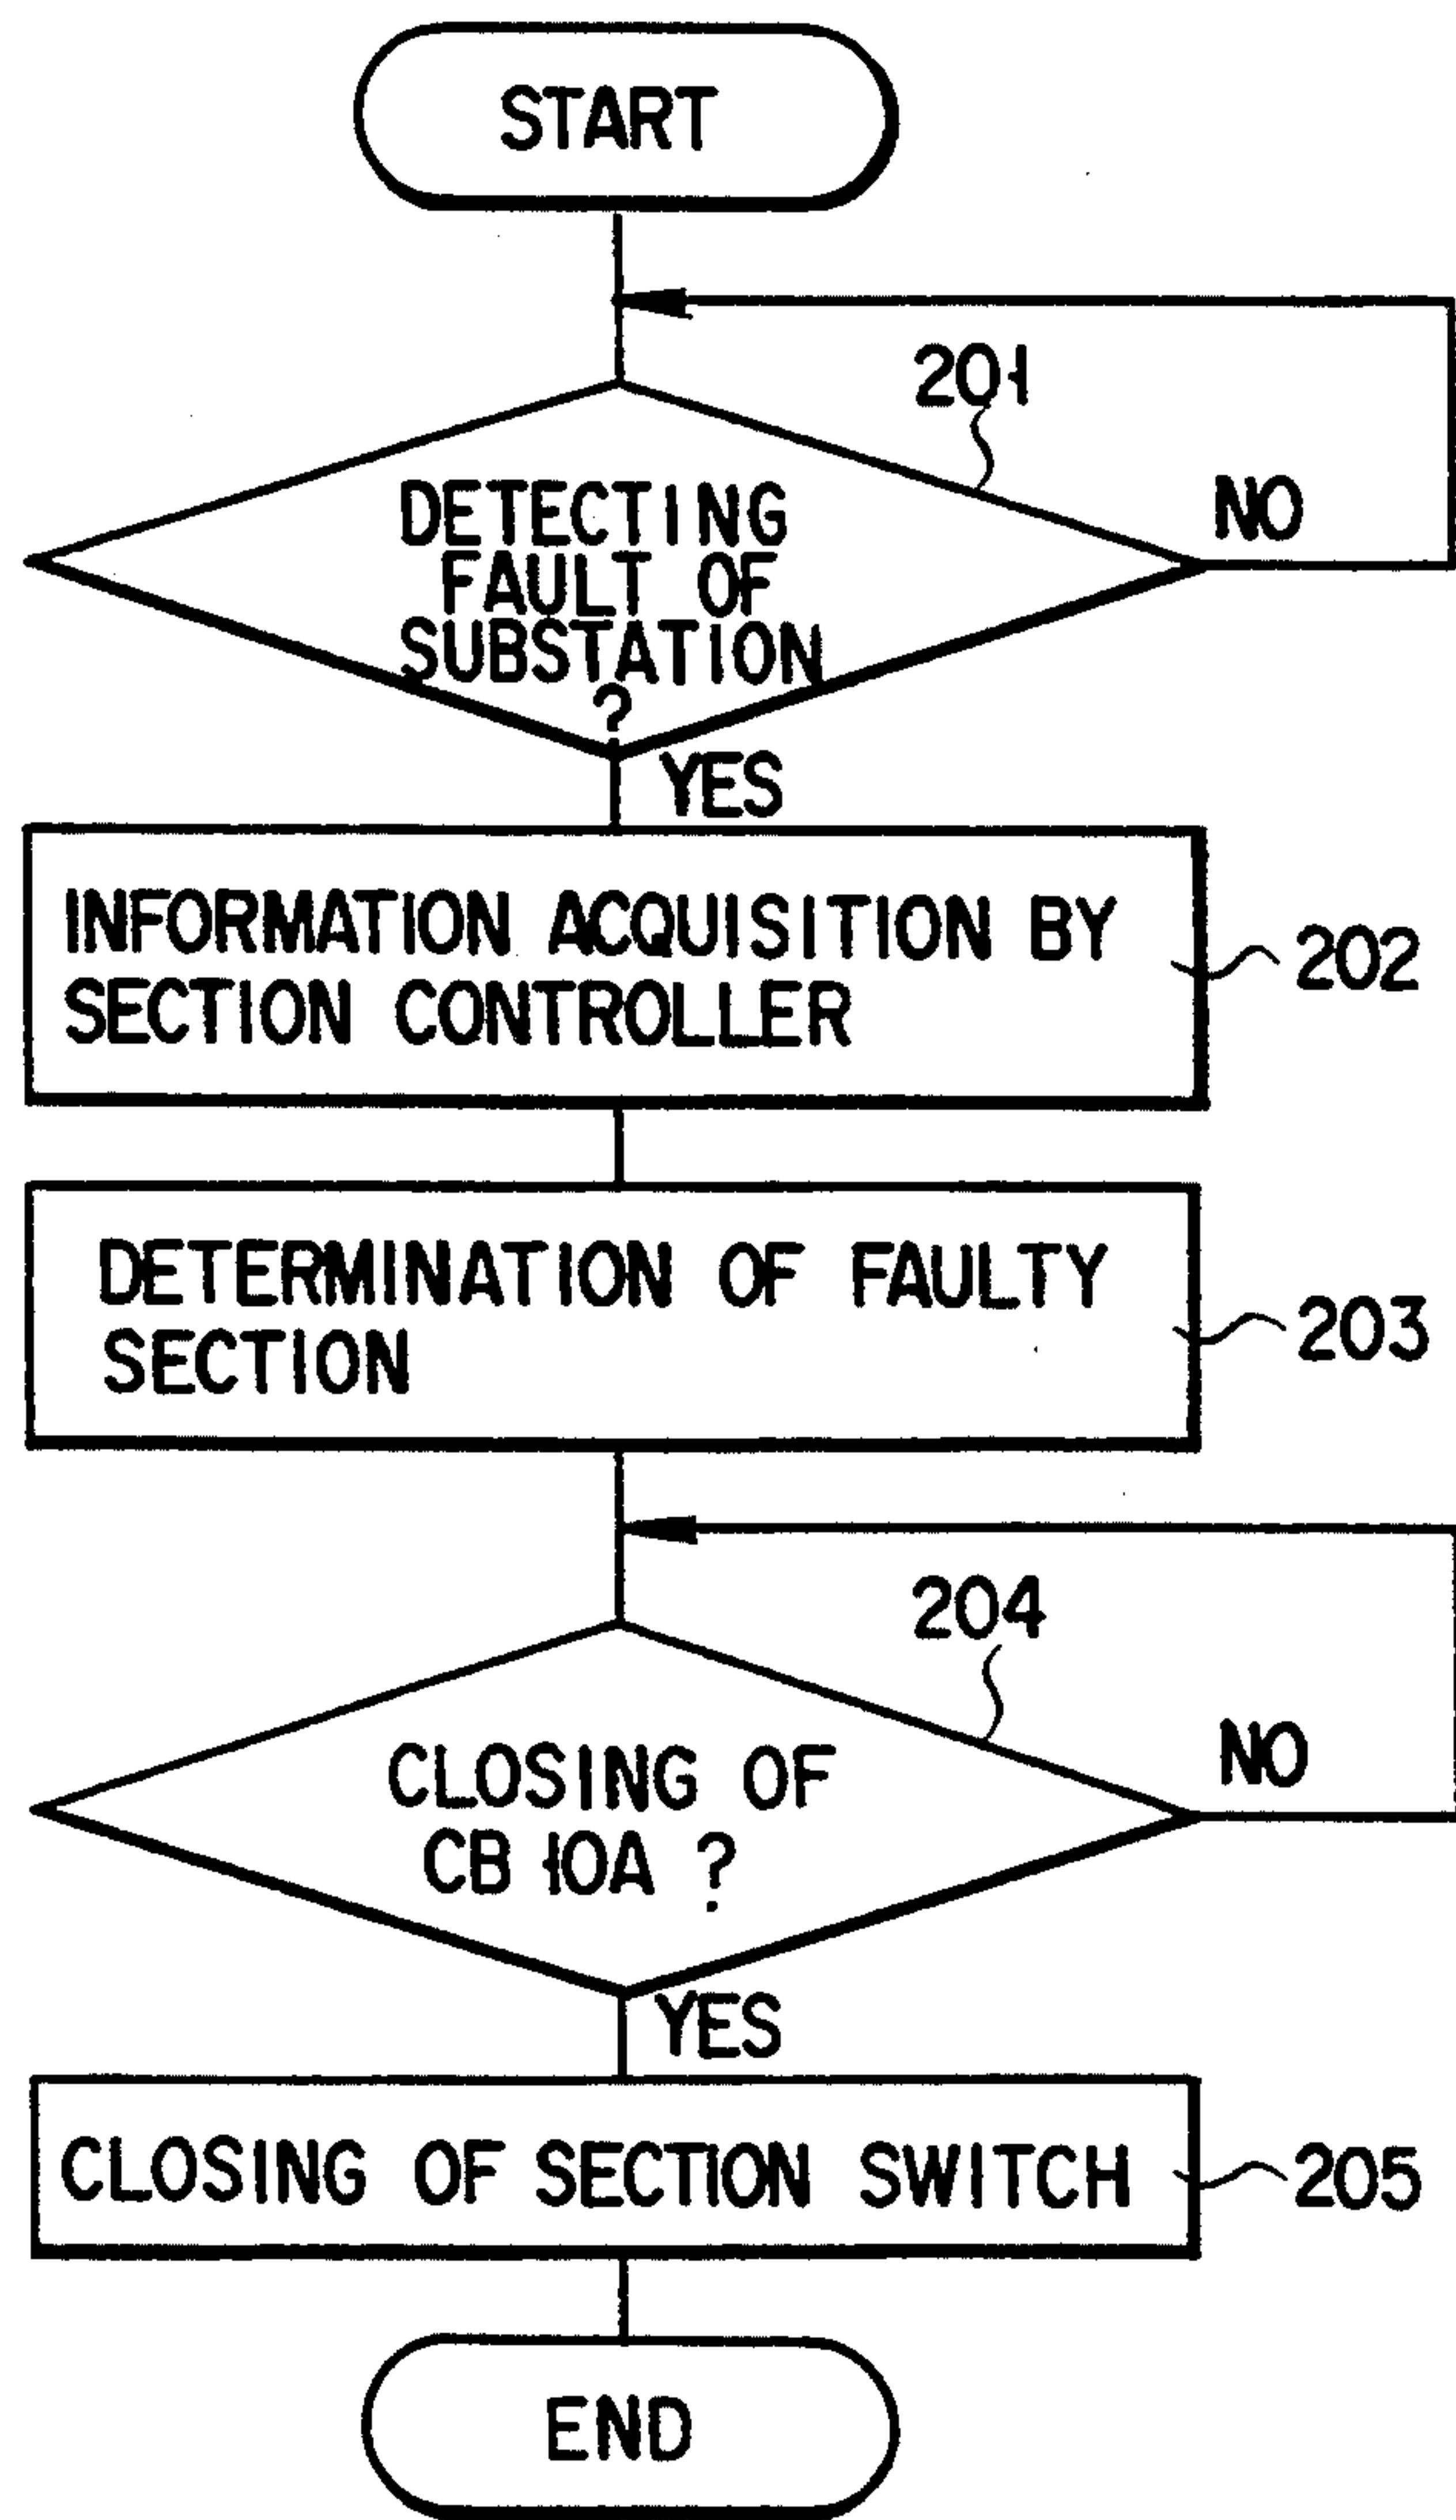 START
201
NO
DETECTING
FAULT OF
SUBSTATION
?
YES
INFORMATION ACQUISITION BY
SECTION CONTROLLER
202
DETERMINATION OF FAULTY
SECTION
203
204
NO
CLOSING OF
CB 10A ?
YES
CLOSING OF SECTION SWITCH
205
END